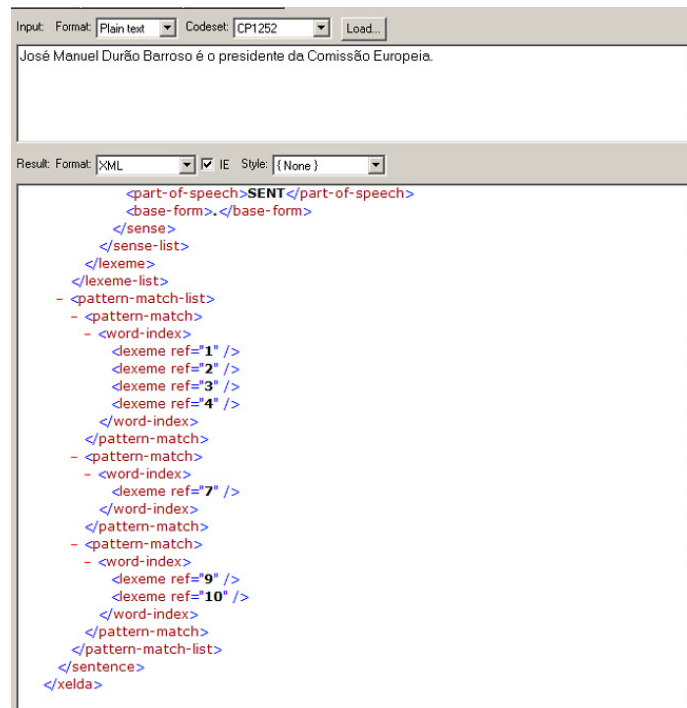 Input: Format: Plain text Codeset: CP1252 Load...
José Manuel Durão Barroso é o presidente da Comissão Europeia.
Result: Format: XML IE Style: {None}
<part-of-speech>SENT</part-of-speech>
<base-form>.</base-form>
</sense>
</sense-list>
</lexeme>
</lexeme-list>
- <pattern-match-list>
- <pattern-match>
- <word-index>
<lexeme ref="1" />
<lexeme ref="2" />
<lexeme ref="3" />
<lexeme ref="4" />
</word-index>
</pattern-match>
- <pattern-match>
- <word-index>
<lexeme ref="7" />
</word-index>
</pattern-match>
- <pattern-match>
- <word-index>
<lexeme ref="9" />
<lexeme ref="10" />
</word-index>
</pattern-match>
</pattern-match-list>
</sentence>
</xelda>